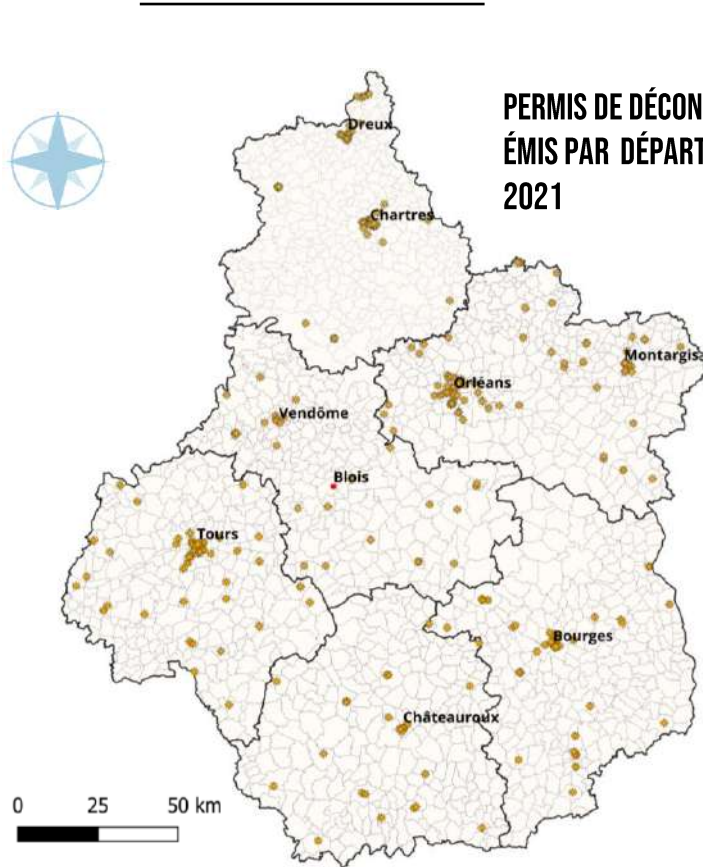 PERMIS DE DÉCON
ÉMIS PAR DÉPART
2021
Dreux
Chartres
Montargis
Orléans
Vendôme
Blois
Tours
Bourges
Châteauroux
0 25 50 km